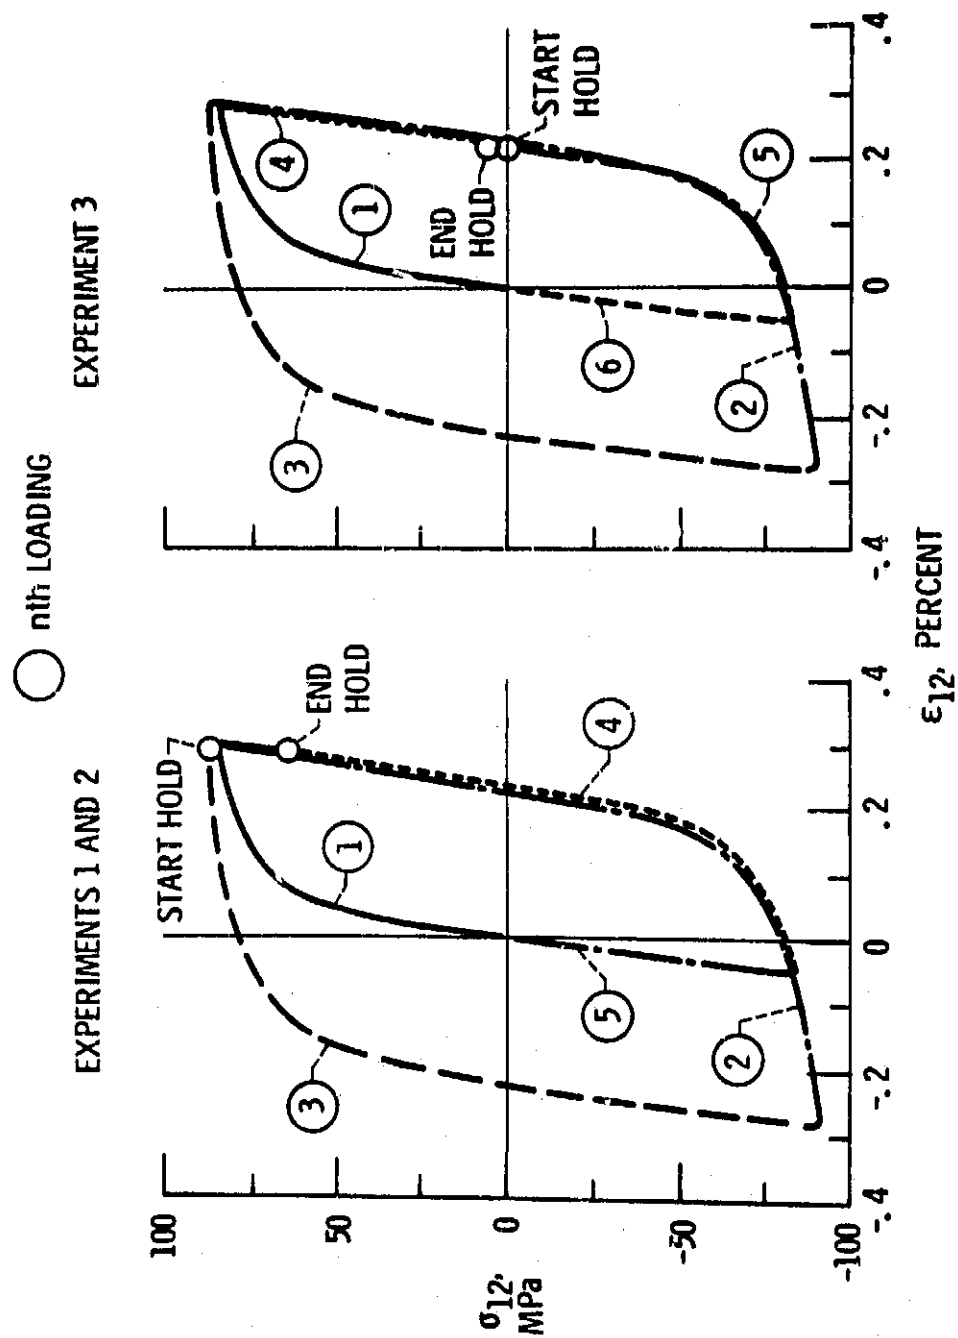 ◯ nth LOADING
EXPERIMENTS 1 AND 2
START HOLD
END
HOLD
1
3
5
4
2
100
50
0
-50
-100
σ12,
MPa
-.4
-.2
0
.2
.4
EXPERIMENT 3
4
1
END
HOLD
START
HOLD
3
6
5
2
-.4
-.2
0
.2
.4
ε12, PERCENT